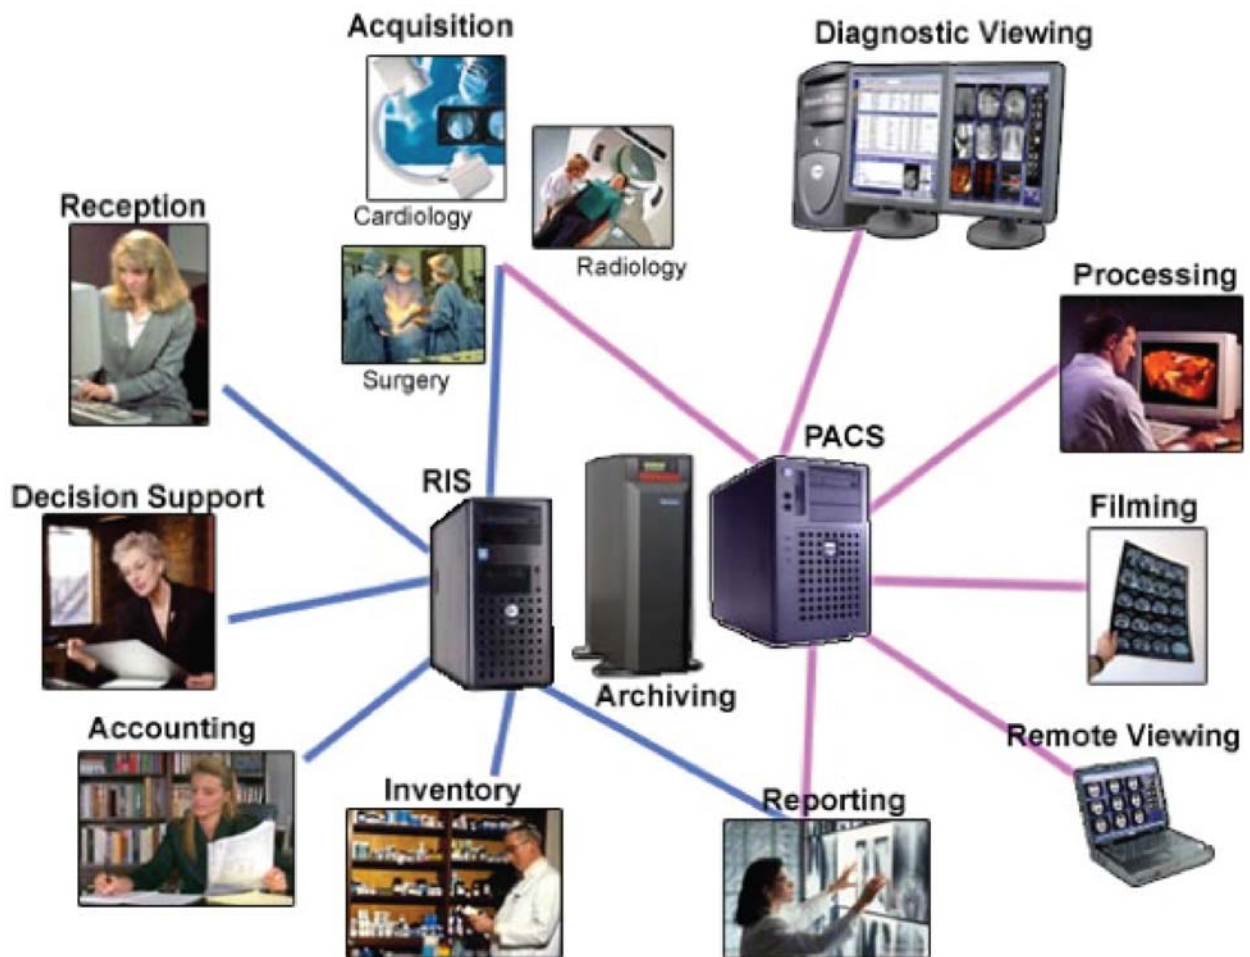 Acquisition
Diagnostic Viewing
Cardiology
Reception
Radiology
Processing
Surgery
PACS
RIS
Decision Support
Filming
Archiving
Accounting
Remote Viewing
Inventory
Reporting